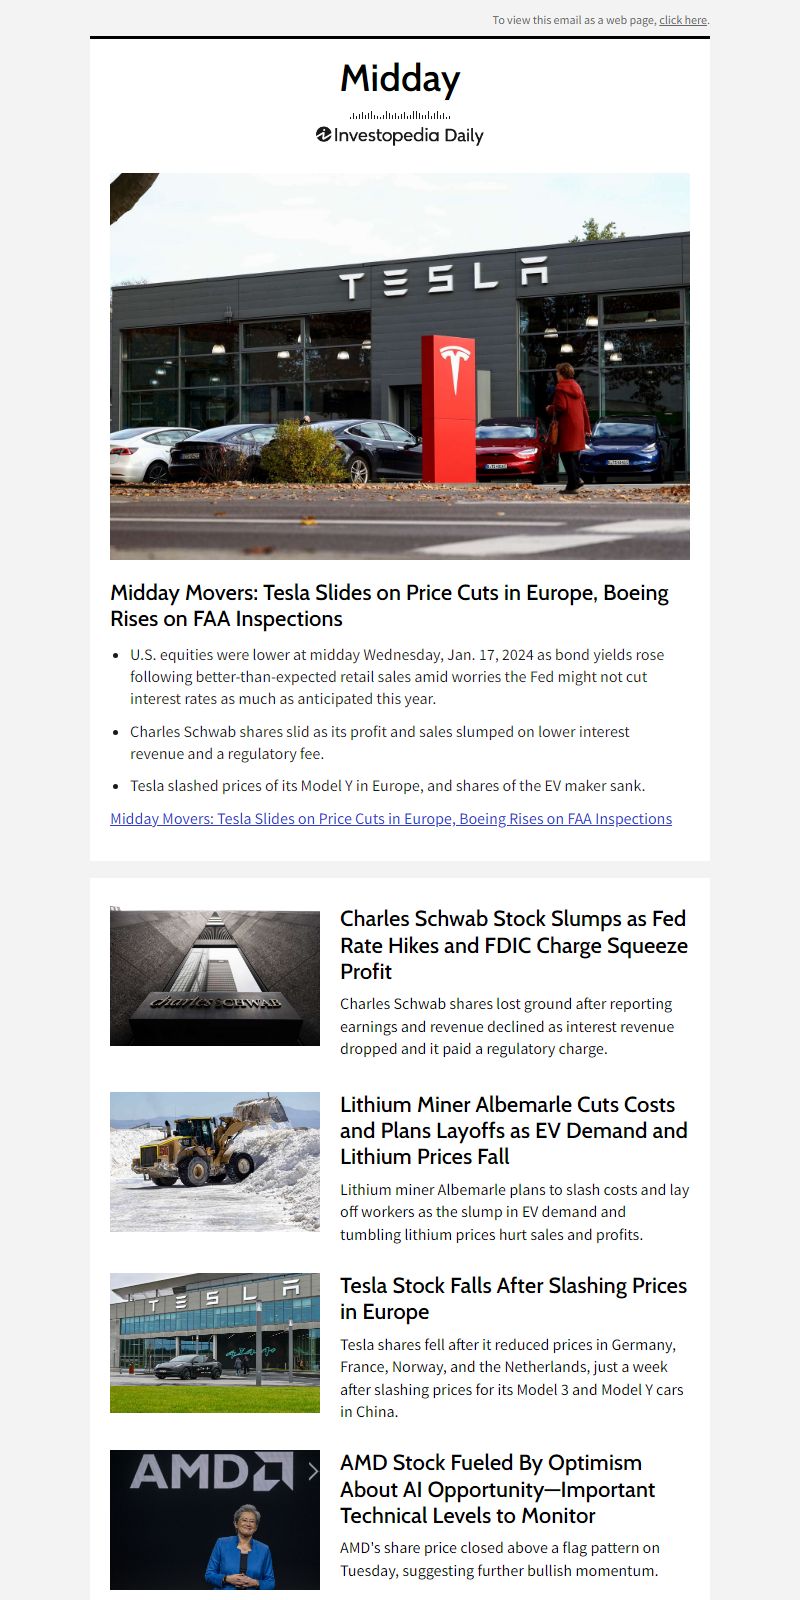 To view this email as a web page, click here.
Midday
Investopedia Daily
TESLA
Midday Movers: Tesla Slides on Price Cuts in Europe, Boeing
Rises on FAA Inspections
• U.S. equities were lower at midday Wednesday, Jan. 17, 2024 as bond yields rose
following better-than-expected retail sales amid worries the Fed might not cut
interest rates as much as anticipated this year.
• Charles Schwab shares slid as its profit and sales slumped on lower interest
revenue and a regulatory fee.
• Tesla slashed prices of its Model Y in Europe, and shares of the EV maker sank.
Midday Movers: Tesla Slides on Price Cuts in Europe, Boeing Rises on FAA Inspections
charles SCHWAB
Charles Schwab Stock Slumps as Fed
Rate Hikes and FDIC Charge Squeeze
Profit
Charles Schwab shares lost ground after reporting
earnings and revenue declined as interest revenue
dropped and it paid a regulatory charge.
Lithium Miner Albemarle Cuts Costs
and Plans Layoffs as EV Demand and
Lithium Prices Fall
Lithium miner Albemarle plans to slash costs and lay
off workers as the slump in EV demand and
tumbling lithium prices hurt sales and profits.
TESLA
Tesla Stock Falls After Slashing Prices
in Europe
Tesla shares fell after it reduced prices in Germany,
France, Norway, and the Netherlands, just a week
after slashing prices for its Model 3 and Model Y cars
in China.
AMD
AMD Stock Fueled By Optimism
About AI Opportunity—Important
Technical Levels to Monitor
AMD's share price closed above a flag pattern on
Tuesday, suggesting further bullish momentum.